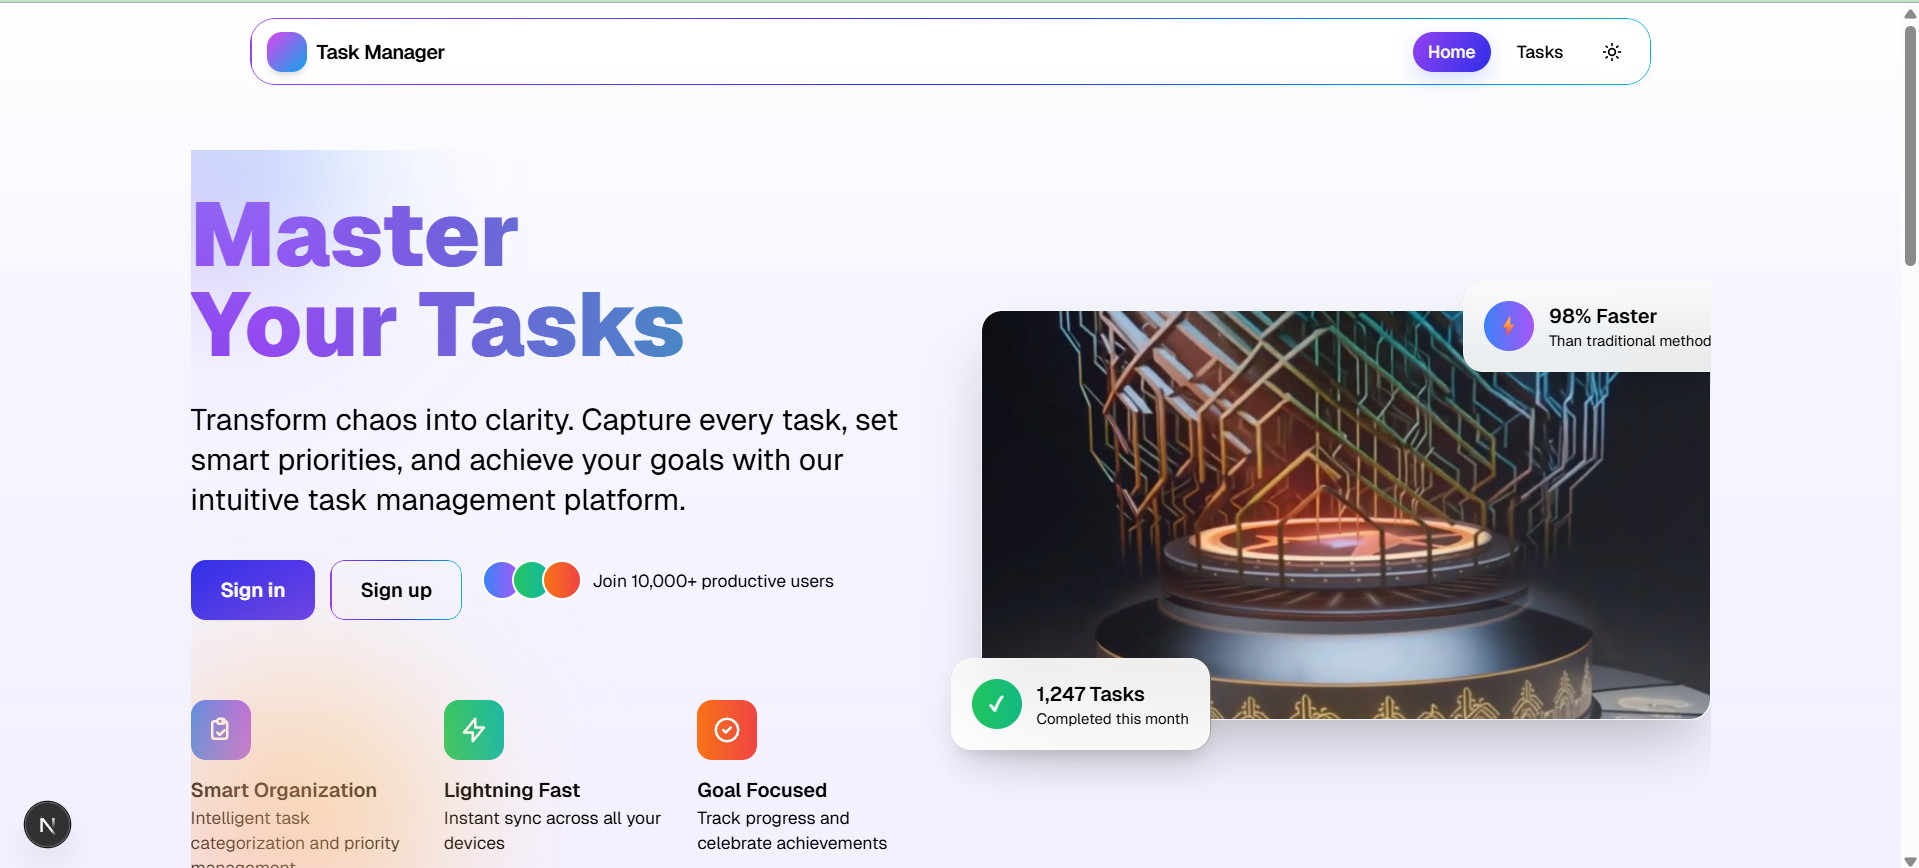 Task Manager
Home
Tasks
Master
Your Tasks
Transform chaos into clarity. Capture every task, set
smart priorities, and achieve your goals with our
intuitive task management platform.
Sign in
Sign up
Join 10,000+ productive users
98% Faster
Than traditional method
1,247 Tasks
Completed this month
Smart Organization
Intelligent task
categorization and priority
management
Lightning Fast
Instant sync across all your
devices
Goal Focused
Track progress and
celebrate achievements
N